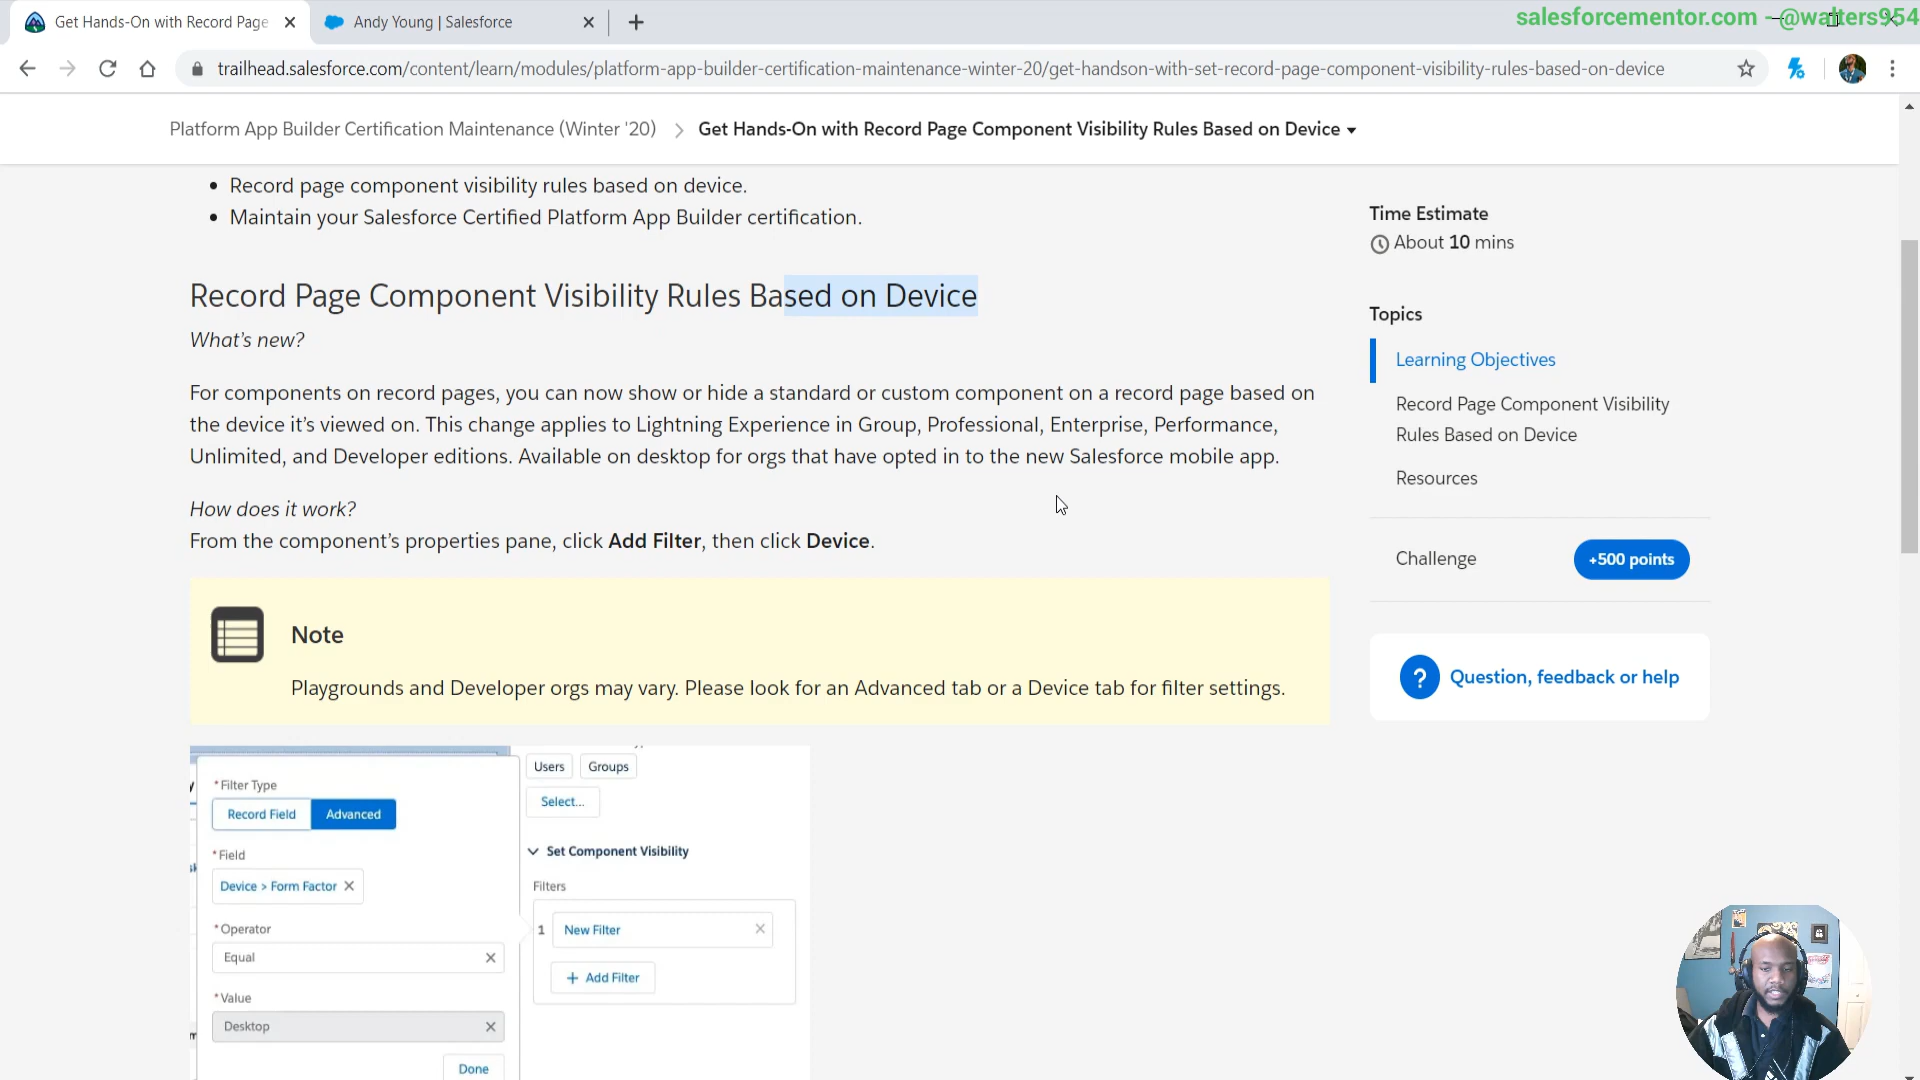 Get Hands-On with Record Page
Andy Young | Salesforce
salesforcementor.com - @walters954
trailhead.salesforce.com/content/learn/modules/platform-app-builder-certification-maintenance-winter-20/get-handson-with-set-record-page-component-visibility-rules-based-on-device
Platform App Builder Certification Maintenance (Winter '20)
Get Hands-On with Record Page Component Visibility Rules Based on Device
Record page component visibility rules based on device.
Maintain your Salesforce Certified Platform App Builder certification.
Record Page Component Visibility Rules Based on Device
What's new?
For components on record pages, you can now show or hide a standard or custom component on a record page based on
the device it's viewed on. This change applies to Lightning Experience in Group, Professional, Enterprise, Performance,
Unlimited, and Developer editions. Available on desktop for orgs that have opted in to the new Salesforce mobile app.
How does it work?
From the component's properties pane, click Add Filter, then click Device.
Note
Playgrounds and Developer orgs may vary. Please look for an Advanced tab or a Device tab for filter settings.
*Filter Type
Record Field
Advanced
*Field
Device > Form Factor
*Operator
Equal
*Value
Desktop
Done
Users
Groups
Select...
Set Component Visibility
Filters
1
New Filter
+ Add Filter
Time Estimate
About 10 mins
Topics
Learning Objectives
Record Page Component Visibility
Rules Based on Device
Resources
Challenge
+500 points
? Question, feedback or help